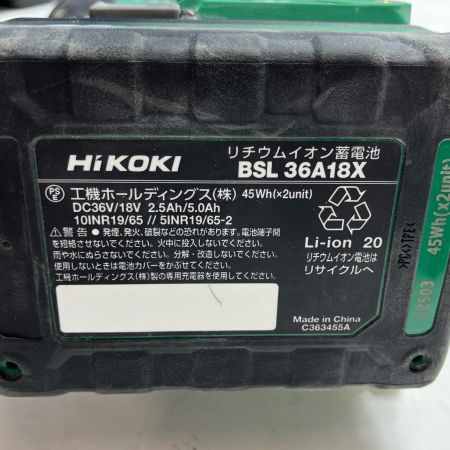 HiKOKI
リチウムイオン蓄電池
BSL 36A18X
PS
E
工機ホールディングス(株) 45Wh(×2unit)
DC36V/18V 2.5Ah/5.0Ah
10INR19/65 // 5INR19/65-2
警告 ●発煙、発火、破裂などの恐れがあります。電池端子間
を短絡させないください。火中に投入しないください。
雨や水にぬらさないでください。分解・改造しないでください。
使用しないときは電池カバーをかぶせてください。
工機ホールディングス(株)製の専用充電器を使用してください。
Li-ion 20
リチウムイオン電池は
リサイクルへ
Made in China
C363455A
45Wh(×2unit)
>PC+TPE<